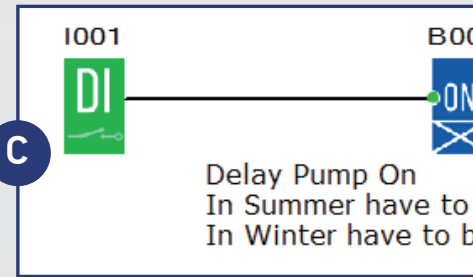 I001
B00
DI
ON
C
Delay Pump On
In Summer have to
In Winter have to b